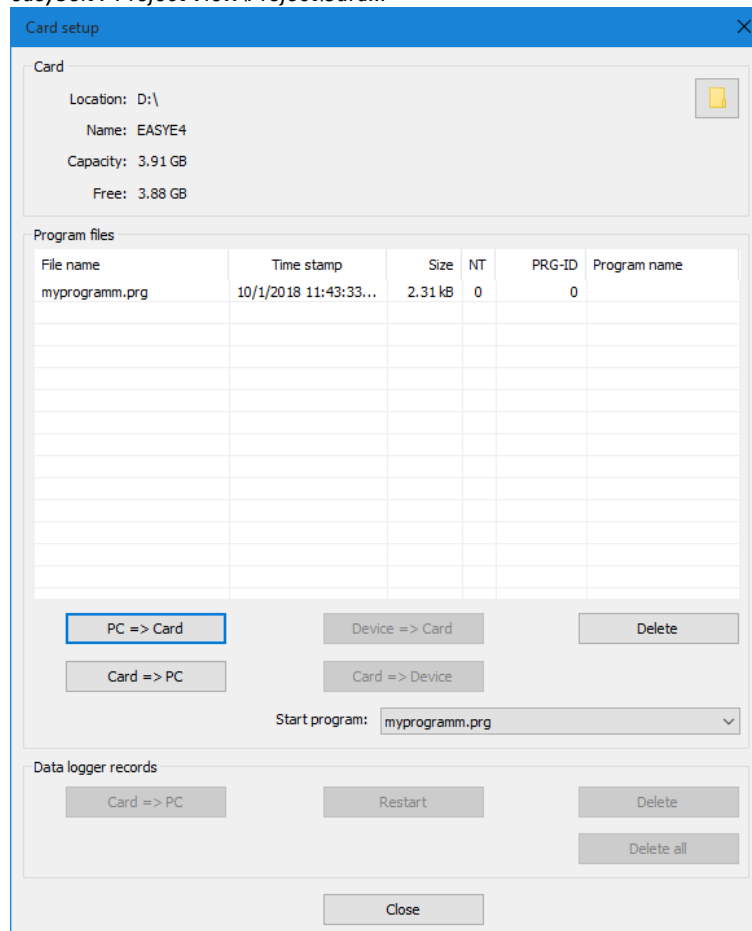 Card setup
Card
Location: D:\
Name: EASYE4
Capacity: 3.91 GB
Free: 3.88 GB
Program files
File name Time stamp Size NT PRG-ID Program name
myprogramm.prg 10/1/2018 11:43:33... 2.31 kB 0 0
PC => Card Device => Card Delete
Card => PC Card => Device
Start program: myprogramm.prg
Data logger records
Card => PC Restart Delete
Delete all
Close